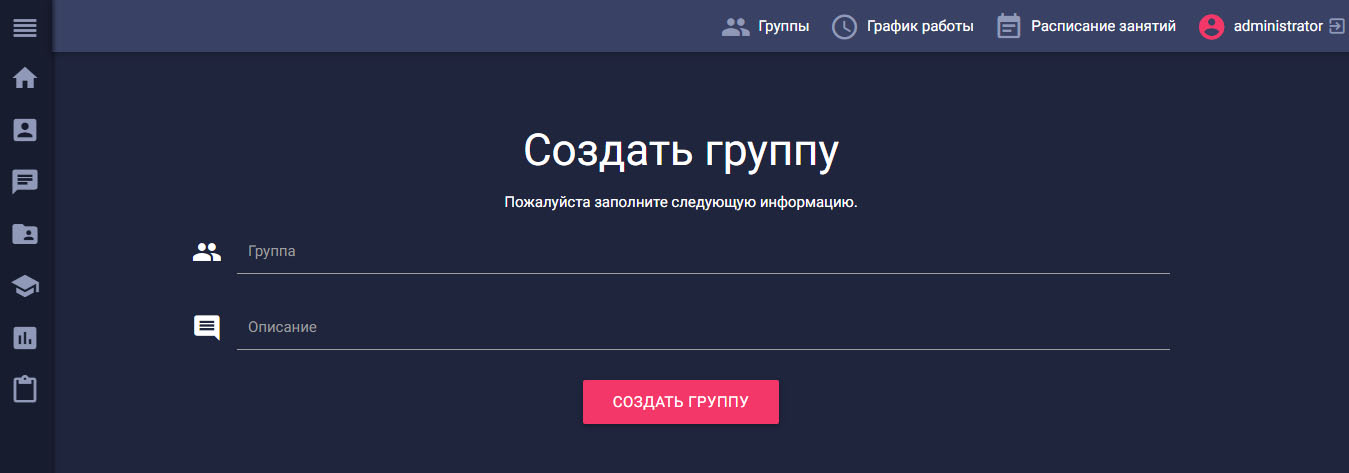 Группы График работы Расписание занятий administrator
Создать группу
Пожалуйста заполните следующую информацию.
Группа
Описание
СОЗДАТЬ ГРУППУ